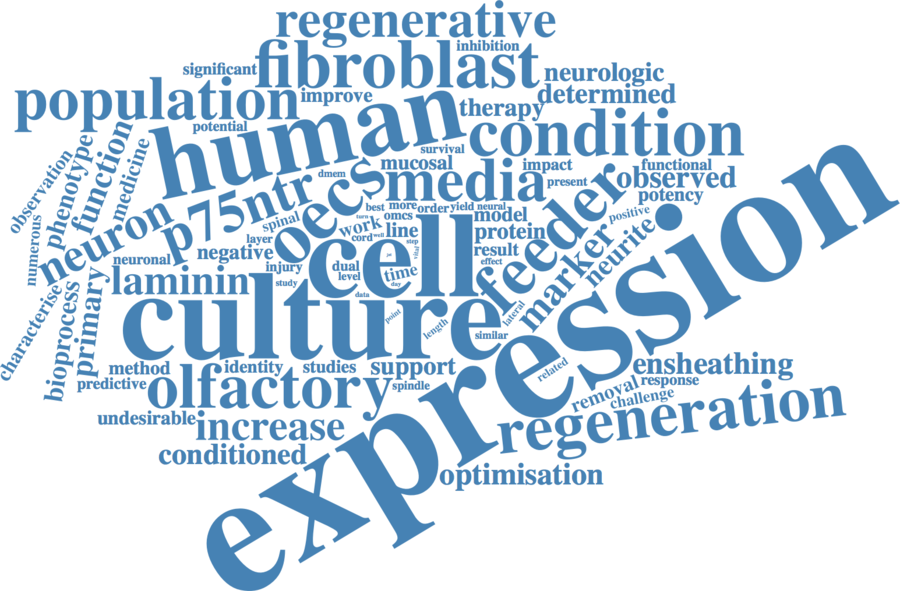 regenerative
fibroblast
inhibition
significant
neurologic
population
improve
determined
human
therapy
potential
condition
survival
mucosal
impact
functional
observation
phenotype
function
medicine
dmem
media
present
observed
potency
numerous
neuron
p75ntr
oecs
best
more
order
yield
neural
feeder
positive
spinal
turn
omcs
model
work
line
protein
marker
neurite
layer
cord
well
step
neuronal
negative
result
expression
injury
cell
vital
effect
characterise
bioprocess
primary
laminin
study
dual
level
time
day
data
culture
point
length
similar
lateral
method
identity
studies
support
related
ensheathing
predictive
olfactory
spindle
removal
response
challenge
undesirable
increase
regeneration
conditioned
optimisation